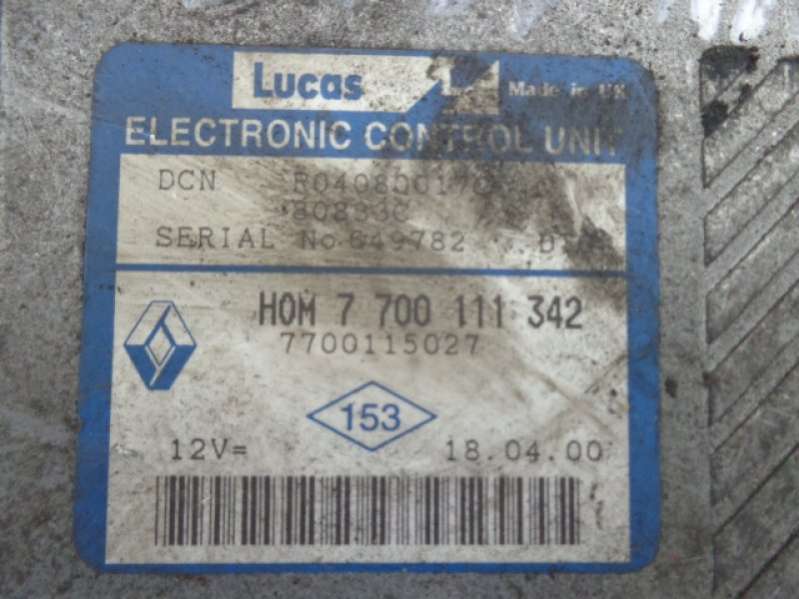 Lucas
Made in UK
ELECTRONIC CONTROL UNIT
DCN
80833C
SERIAL No 649782
HOM 7 700 111 342
7700115027
153
12V= 18.04.00